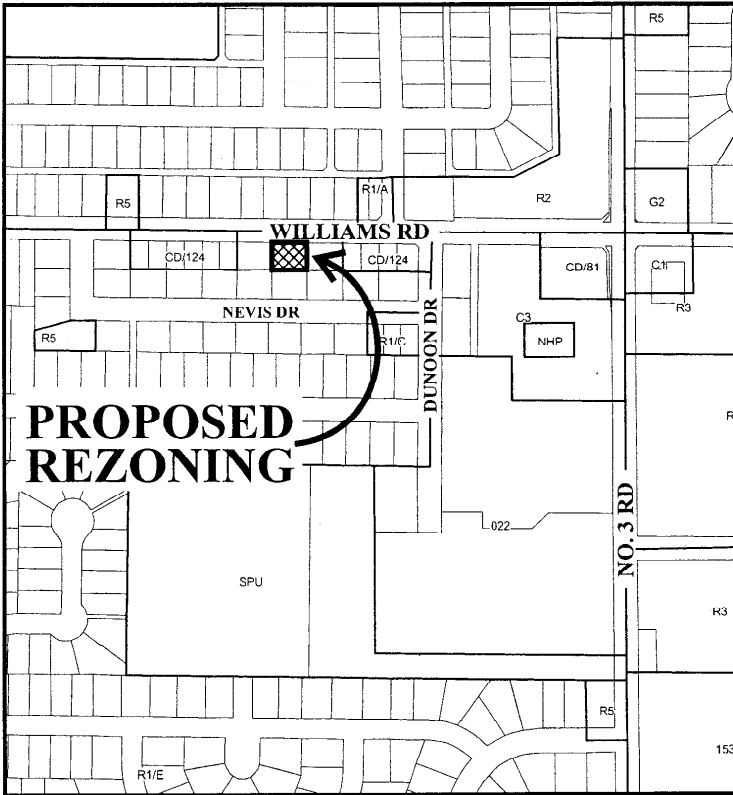 R5
R1/A
R5
R2
G2
WILLIAMS RD
CD/124
CD/124
CD/81
C1
R3
NEVIS DR
C3
R5
R1/C
NHP
DUNOON DR
PROPOSED
REZONING
NO. 3 RD
022
SPU
R3
R5
R1/E
153